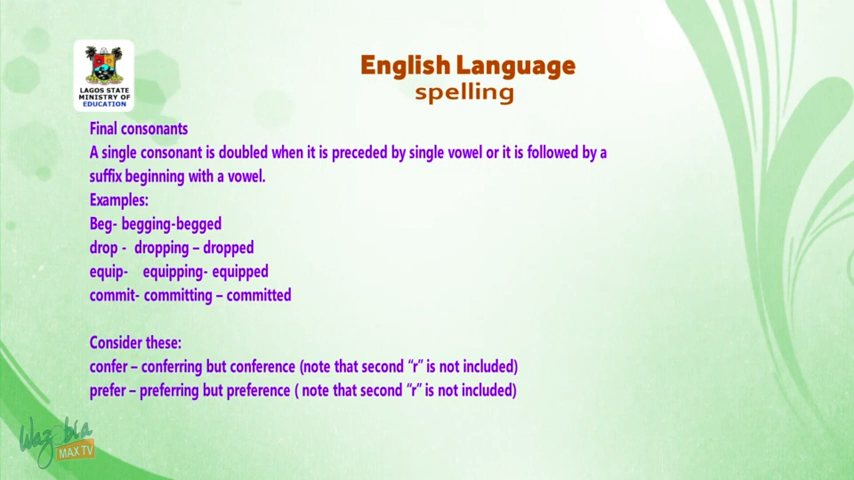 LAGOS STATE
MINISTRY OF
EDUCATION
English Language
spelling
Final consonants
A single consonant is doubled when it is preceded by single vowel or it is followed by a
suffix beginning with a vowel.
Examples:
Beg- begging-begged
drop - dropping – dropped
equip- equipping- equipped
commit- committing – committed
Consider these:
confer – conferring but conference (note that second “r” is not included)
prefer – preferring but preference ( note that second “r” is not included)
Wazobia
MAX TV